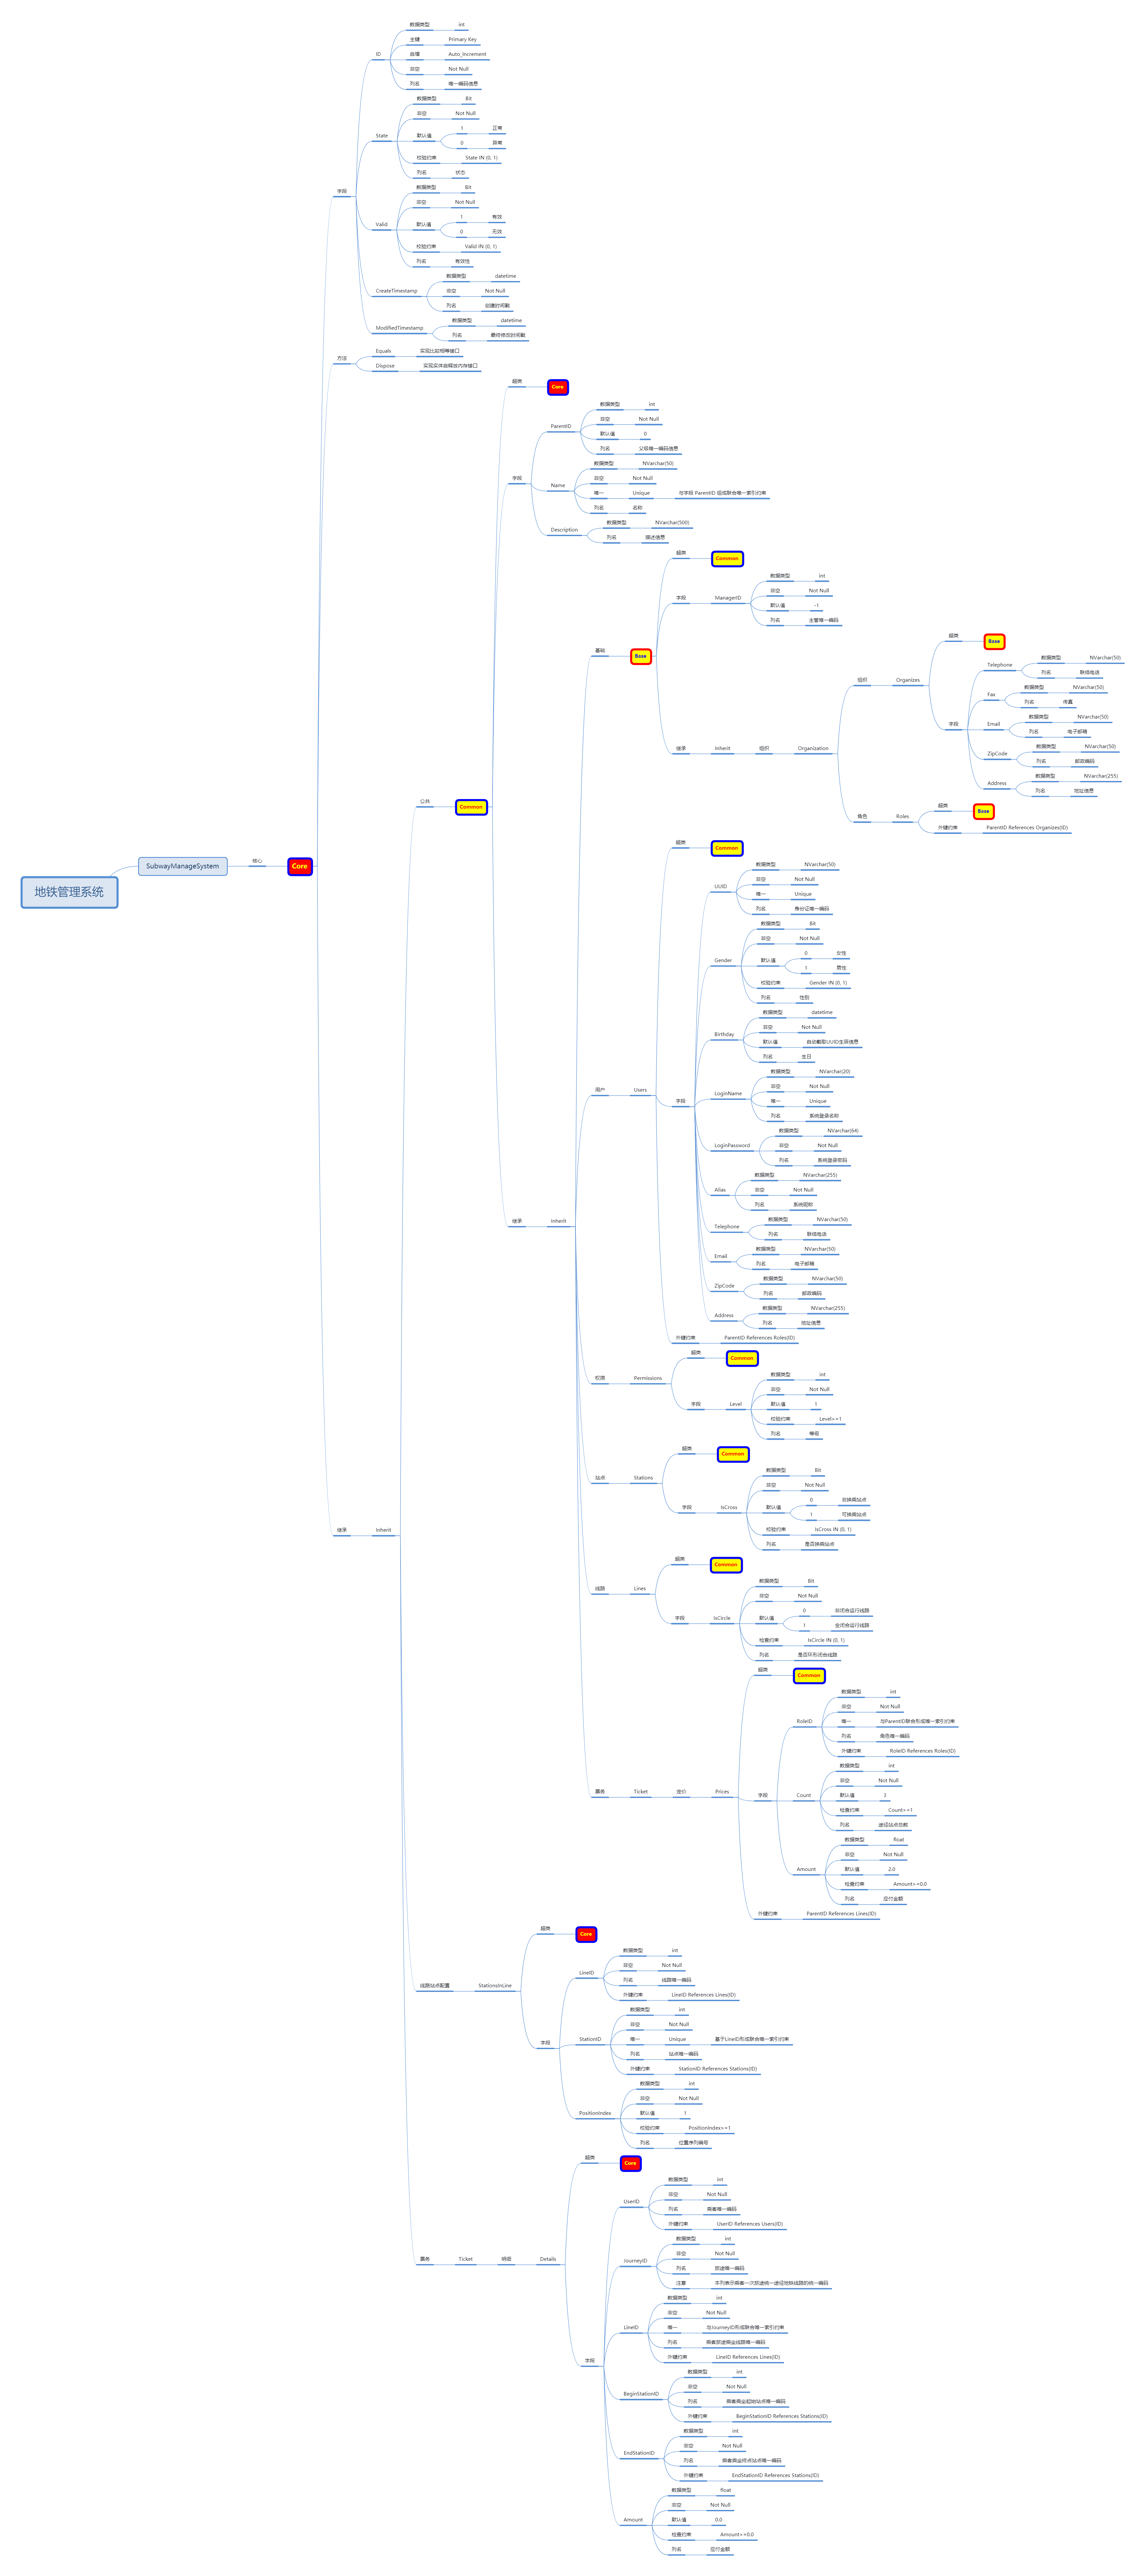 地铁管理系统
SubwayManageSystem
核心
Core
字段
ID
数据类型 int
主键 Primary Key
自增 Auto_Increment
非空 Not Null
列名 唯一编码信息
State
数据类型 Bit
非空 Not Null
默认值
1 正常
0 异常
校验约束 State IN (0, 1)
列名 状态
Valid
数据类型 Bit
非空 Not Null
默认值
1 有效
0 无效
校验约束 Valid IN (0, 1)
列名 有效性
CreateTimestamp
数据类型 datetime
非空 Not Null
列名 创建时间戳
ModifiedTimestamp
数据类型 datetime
列名 最终修改时间戳
方法
Equals 实现比较相等接口
Dispose 实现实体自释放内存接口
继承 Inherit
公共
Common
超类 Core
字段
ParentID
数据类型 int
非空 Not Null
默认值 0
列名 父级唯一编码信息
Name
数据类型 NVarchar(50)
非空 Not Null
唯一 Unique 与字段 ParentID 组成联合唯一索引约束
列名 名称
Description
数据类型 NVarchar(500)
列名 描述信息
继承 Inherit
基础 Base
超类 Common
字段 ManagerID
数据类型 int
非空 Not Null
默认值 -1
列名 主管唯一编码
继承 Inherit 组织 Organization
组织 Organizes
超类 Base
字段
Telephone
数据类型 NVarchar(50)
列名 联络电话
Fax
数据类型 NVarchar(50)
列名 传真
Email
数据类型 NVarchar(50)
列名 电子邮箱
ZipCode
数据类型 NVarchar(50)
列名 邮政编码
Address
数据类型 NVarchar(255)
列名 地址信息
角色 Roles
超类 Base
外键约束 ParentID References Organizes(ID)
用户 Users
超类 Common
字段
UUID
数据类型 NVarchar(50)
非空 Not Null
唯一 Unique
列名 身份证唯一编码
Gender
数据类型 Bit
非空 Not Null
默认值
0 女性
1 男性
校验约束 Gender IN (0, 1)
列名 性别
Birthday
数据类型 datetime
非空 Not Null
默认值 自动截取UUID生辰信息
列名 生日
LoginName
数据类型 NVarchar(20)
非空 Not Null
唯一 Unique
列名 系统登录名称
LoginPassword
数据类型 NVarchar(64)
非空 Not Null
列名 系统登录密码
Alias
数据类型 NVarchar(255)
非空 Not Null
列名 系统昵称
Telephone
数据类型 NVarchar(50)
列名 联络电话
Email
数据类型 NVarchar(50)
列名 电子邮箱
ZipCode
数据类型 NVarchar(50)
列名 邮政编码
Address
数据类型 NVarchar(255)
列名 地址信息
外键约束 ParentID References Roles(ID)
权限 Permissions
超类 Common
字段 Level
数据类型 int
非空 Not Null
默认值 1
校验约束 Level>=1
列名 等级
站点 Stations
超类 Common
字段 IsCross
数据类型 Bit
非空 Not Null
默认值
0 非换乘站点
1 可换乘站点
校验约束 IsCross IN (0, 1)
列名 是否换乘站点
线路 Lines
超类 Common
字段 IsCircle
数据类型 Bit
非空 Not Null
默认值
0 非闭合运行线路
1 全闭合运行线路
检查约束 IsCircle IN (0, 1)
列名 是否环形闭合线路
票务 Ticket 定价 Prices
超类 Common
字段
RoleID
数据类型 int
非空 Not Null
唯一 与ParentID联合形成唯一索引约束
列名 角色唯一编码
外键约束 RoleID References Roles(ID)
Count
数据类型 int
非空 Not Null
默认值 3
检查约束 Count>=1
列名 途径站点总数
Amount
数据类型 float
非空 Not Null
默认值 2.0
检查约束 Amount>=0.0
列名 应付金额
外键约束 ParentID References Lines(ID)
线路站点配置 StationsInLine
超类 Core
字段
LineID
数据类型 int
非空 Not Null
列名 线路唯一编码
外键约束 LineID References Lines(ID)
StationID
数据类型 int
非空 Not Null
唯一 Unique 基于LineID形成联合唯一索引约束
列名 站点唯一编码
外键约束 StationID References Stations(ID)
PositionIndex
数据类型 int
非空 Not Null
默认值 1
校验约束 PositionIndex>=1
列名 位置序列编号
票务 Ticket 明细 Details
超类 Core
字段
UserID
数据类型 int
非空 Not Null
列名 乘客唯一编码
外键约束 UserID References Users(ID)
JourneyID
数据类型 int
非空 Not Null
列名 旅途唯一编码
注意 本列表示乘客一次旅途统一途径地铁线路的统一编码
LineID
数据类型 int
非空 Not Null
唯一 与JourneyID形成联合唯一索引约束
列名 乘客旅途乘坐线路唯一编码
外键约束 LineID References Lines(ID)
BeginStationID
数据类型 int
非空 Not Null
列名 乘客乘坐起始站点唯一编码
外键约束 BeginStationID References Stations(ID)
EndStationID
数据类型 int
非空 Not Null
列名 乘客乘坐终点站点唯一编码
外键约束 EndStationID References Stations(ID)
Amount
数据类型 float
非空 Not Null
默认值 0.0
检查约束 Amount>=0.0
列名 应付金额